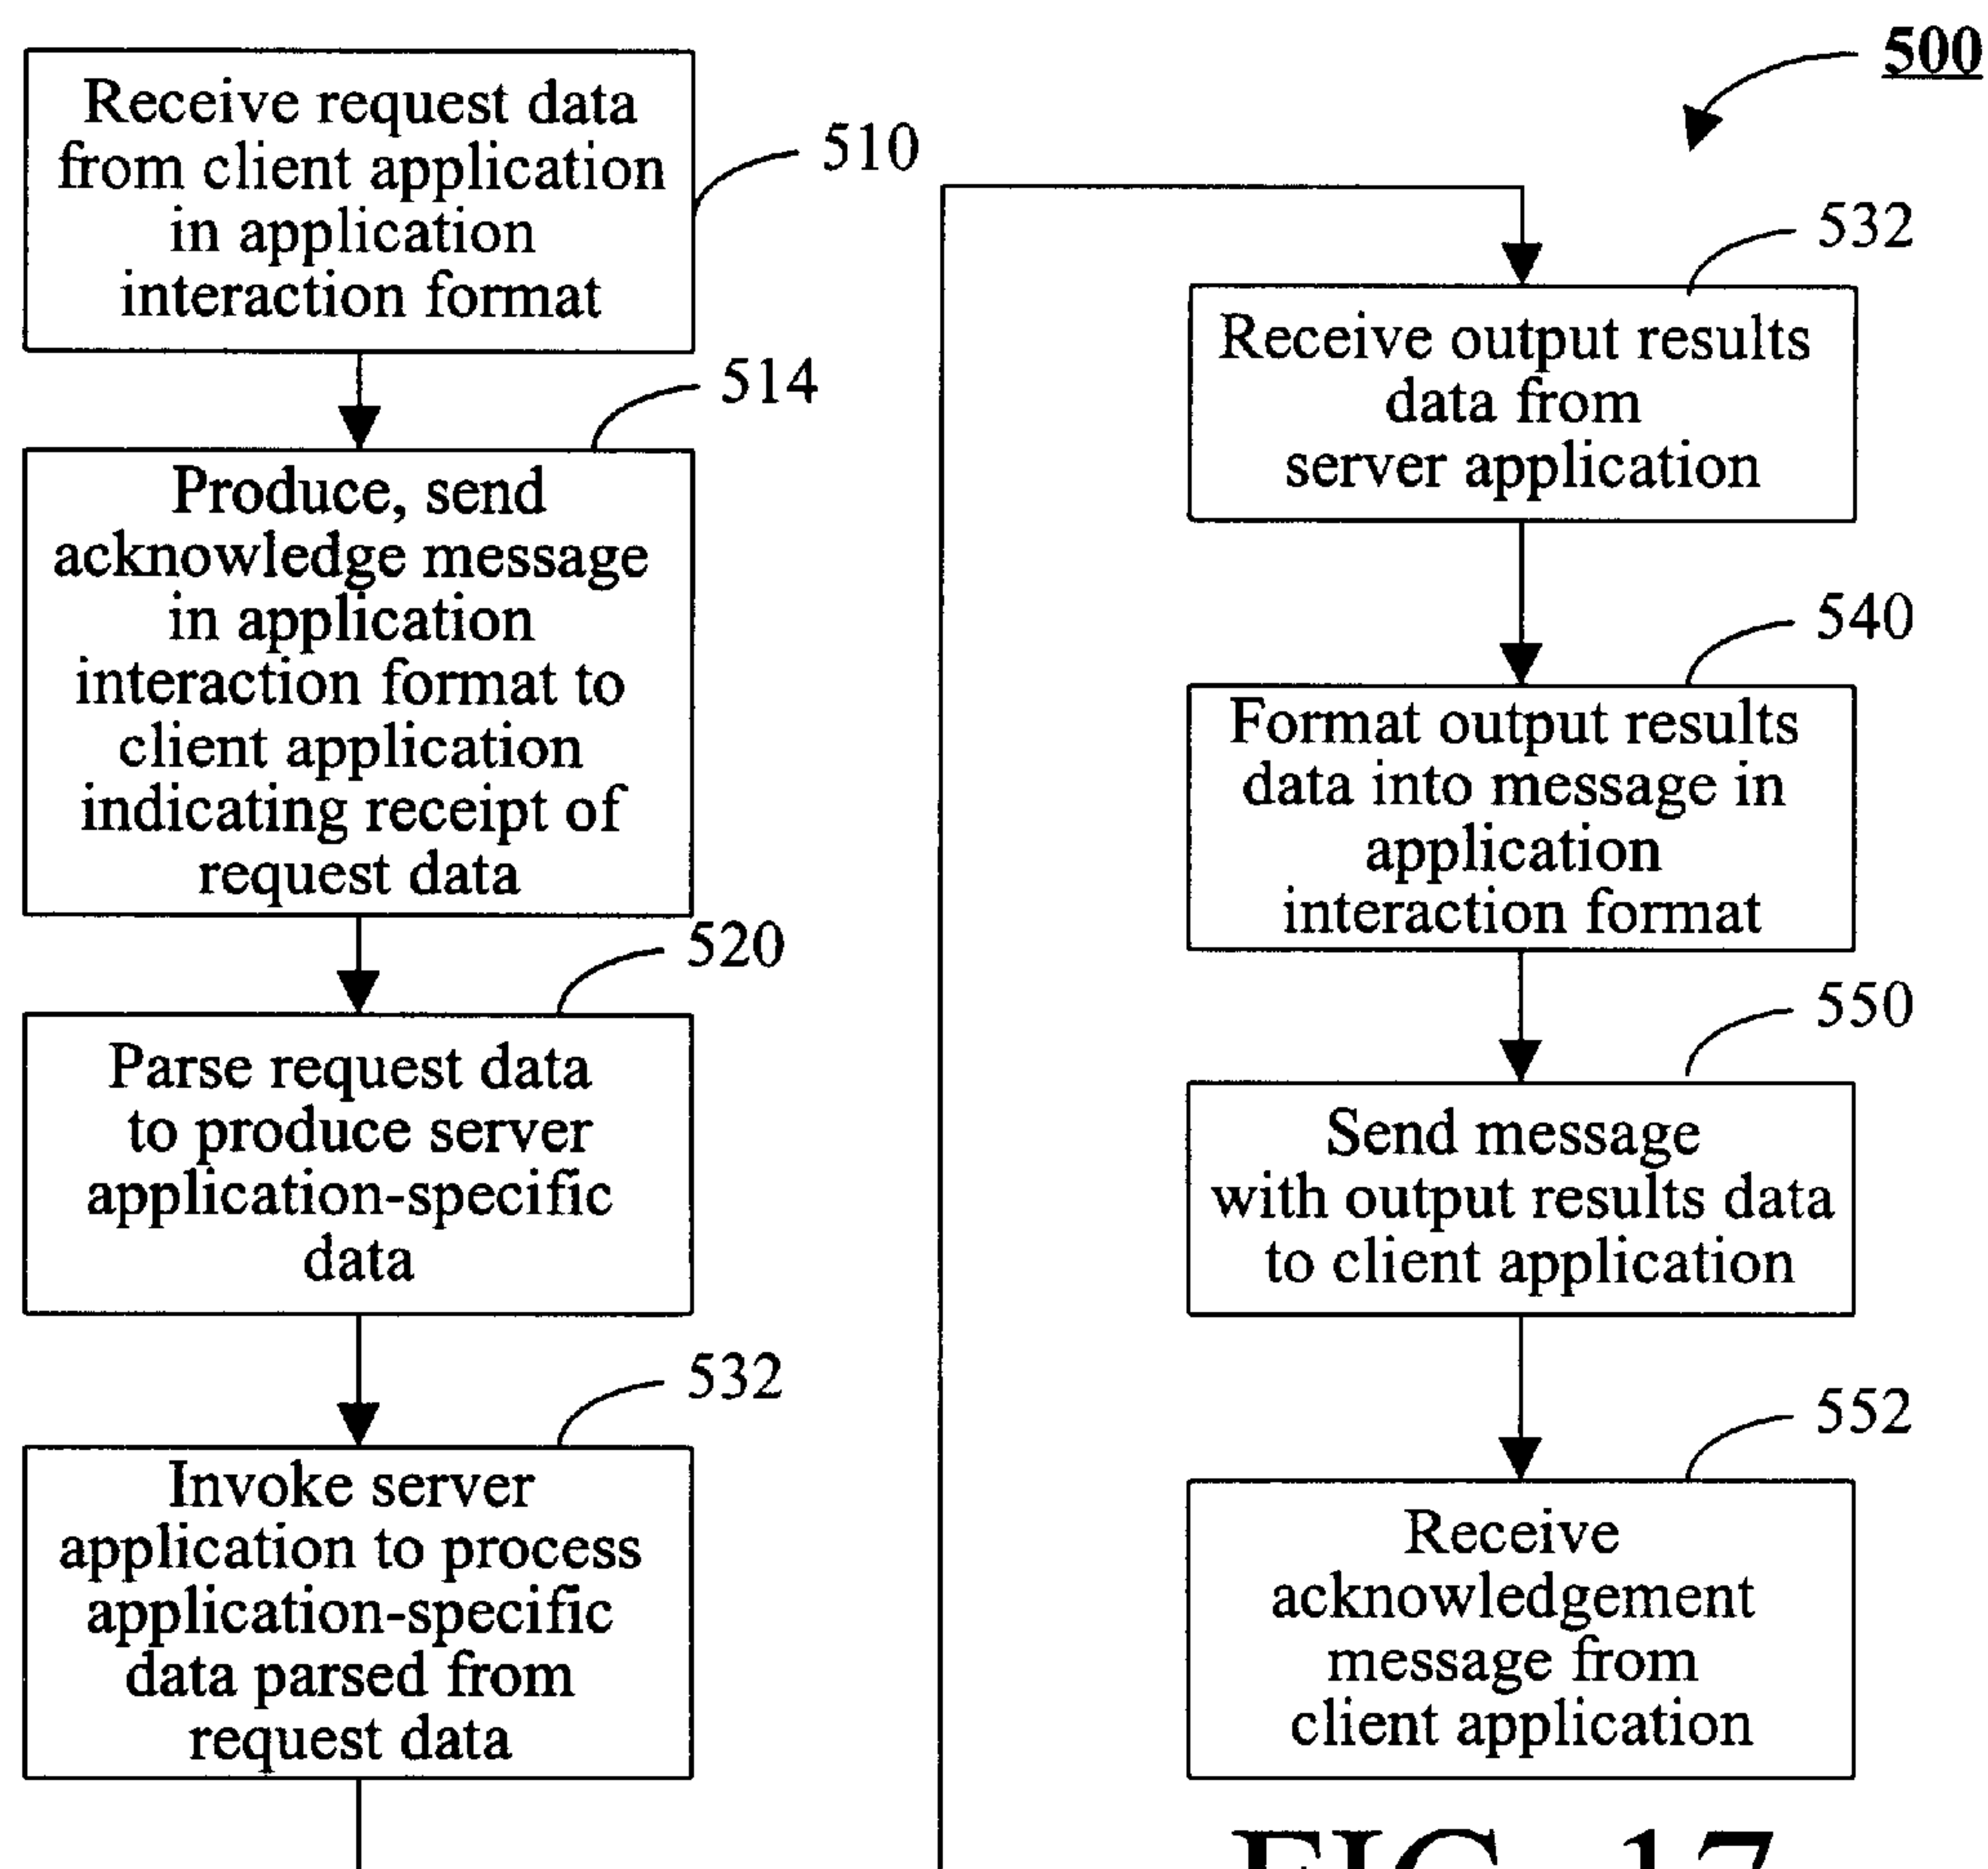 500
Receive request data
from client application
in application
interaction format
510
514
Produce, send
acknowledge message
in application
interaction format to
client application
indicating receipt of
request data
520
Parse request data
to produce server
application-specific
data
532
Invoke server
application to process
application-specific
data parsed from
request data
532
Receive output results
data from
server application
540
Format output results
data into message in
application
interaction format
550
Send message
with output results data
to client application
552
Receive
acknowledgement
message from
client application
FIG. 17